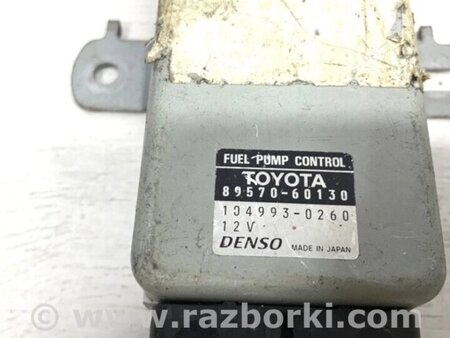 FUEL PUMP CONTROL
TOYOTA
89570-60130
104993-0260
12V
DENSO MADE IN JAPAN
www.razborki.com